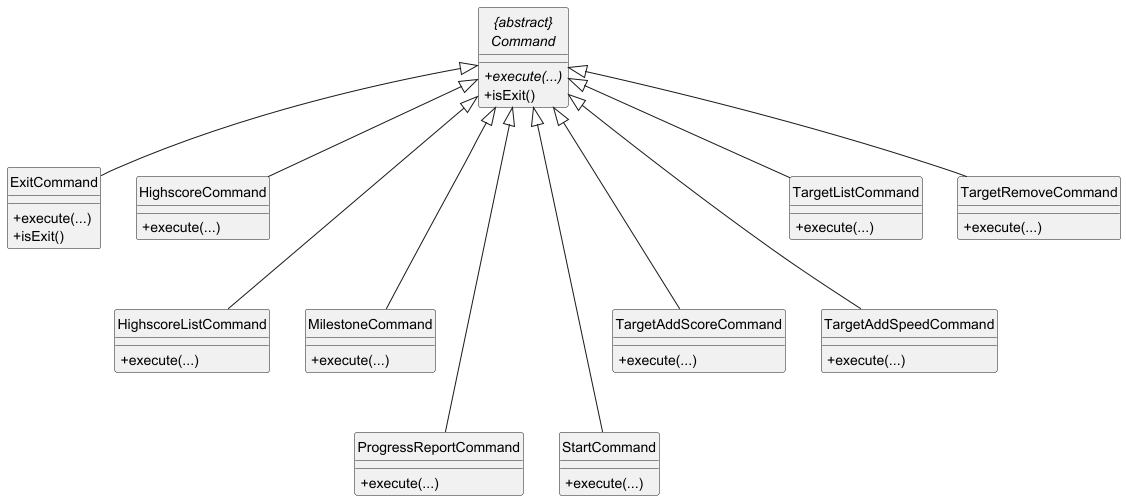 {abstract}
Command
+execute(...)
+isExit()
ExitCommand
+execute(...)
+isExit()
HighscoreCommand
+execute(...)
TargetListCommand
+execute(...)
TargetRemoveCommand
+execute(...)
HighscoreListCommand
+execute(...)
MilestoneCommand
+execute(...)
TargetAddScoreCommand
+execute(...)
TargetAddSpeedCommand
+execute(...)
ProgressReportCommand
+execute(...)
StartCommand
+execute(...)